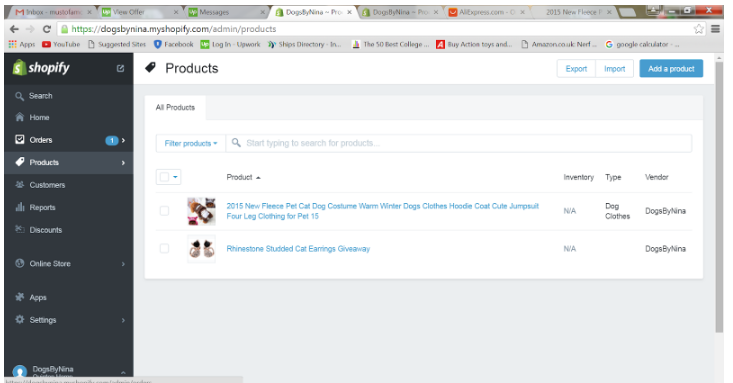 Inbox - mustofami
View Offer
Messages
DogsByNina ~ Pro
DogsByNina ~ Pro
AliExpress.com - D
2015 New Fleece P
https://dogsbynina.myshopify.com/admin/products
Apps YouTube Suggested Sites Facebook Log In - Upwork Ships Directory - In... The 50 Best College ... Buy Action toys and... Amazon.co.uk: Nerf ... google calculator - ...
shopify
Products
Export
Import
Add a product
Search
Home
Orders 1
Products
Customers
Reports
Discounts
Online Store
Apps
Settings
DogsByNina
All Products
Filter products
Start typing to search for products...
Product Inventory Type Vendor
2015 New Fleece Pet Cat Dog Costume Warm Winter Dogs Clothes Hoodie Coat Cute Jumpsuit
Four Leg Clothing for Pet 15
N/A
Dog
Clothes
DogsByNina
Rhinestone Studded Cat Earrings Giveaway
N/A
DogsByNina